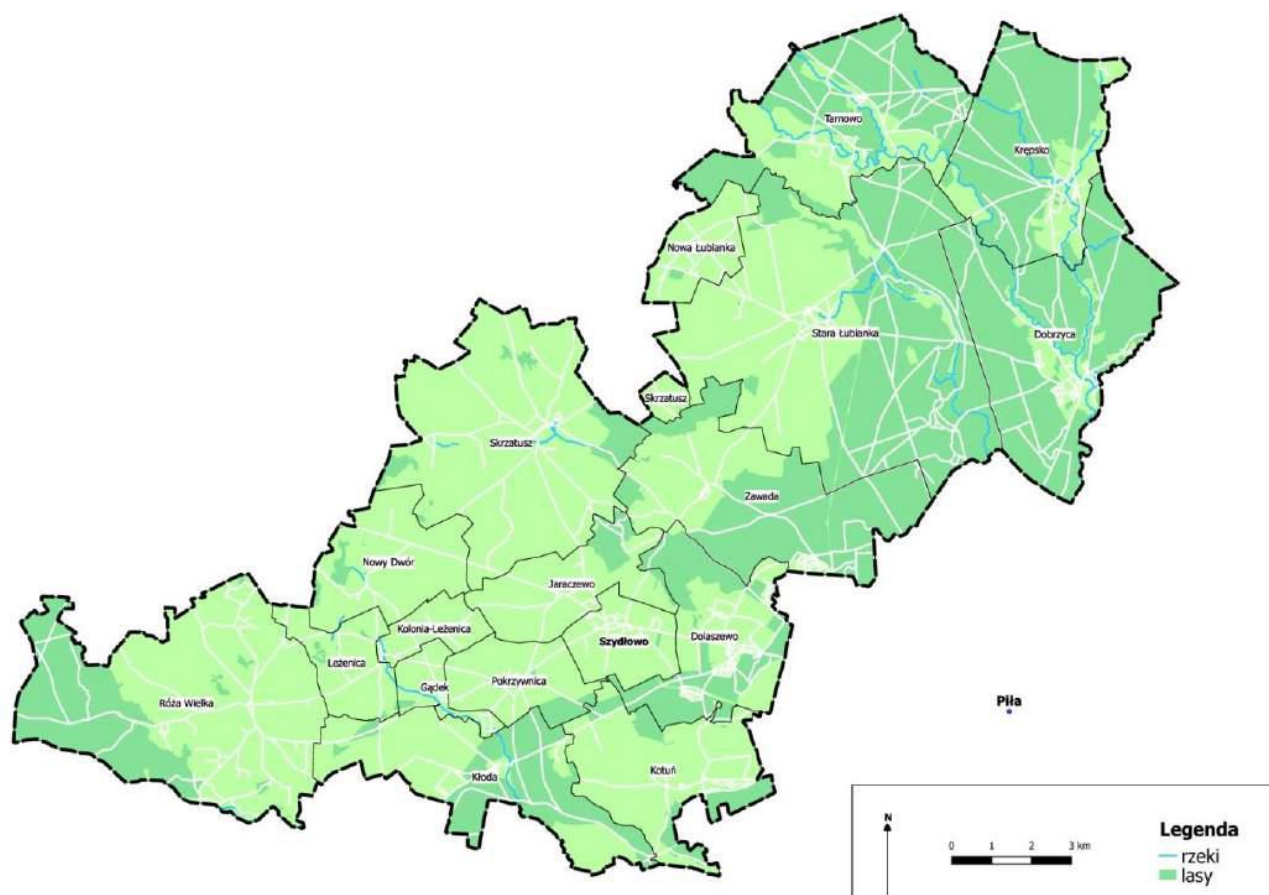 Tarnowo
Krępsko
Nowa Łubianka
Stara Łubianka
Dobrzyca
Skrzatusz
Skrzatusz
Zawada
Nowy Dwór
Jaraczewo
Kolonia-Leżenica
Szydłowo
Dolaszewo
Leżenica
Gądek
Pokrzywnica
Róża Wielka
Piła
Kłoda
Kotuń
N
0 1 2 3 km
Legenda
rzeki
lasy